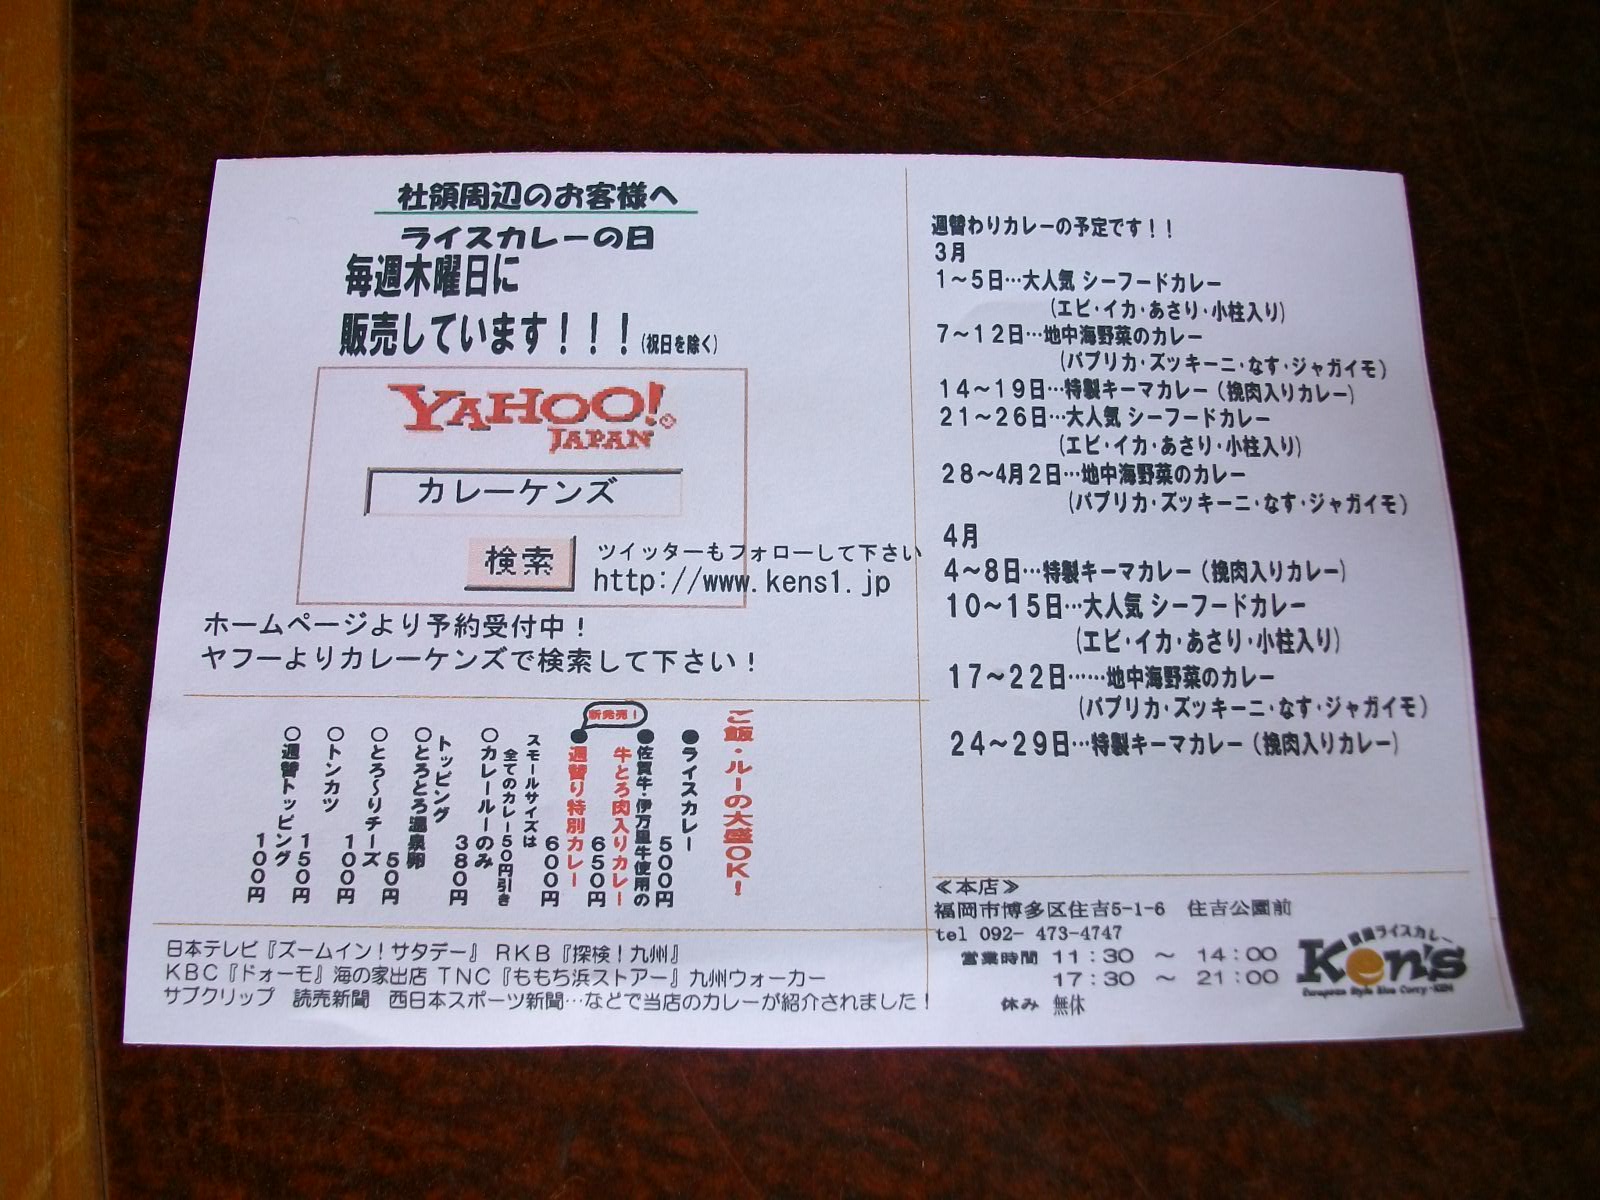 杜領周辺のお客様へ
ライスカレーの日
毎週木曜日に
販売しています！！！(祝日を除く)
YAHOO!
JAPAN
カレーケンズ
検索
ツイッターもフォローして下さい
http://www.kens1.jp
ホームページより予約受付中！
ヤフーよりカレーケンズで検索して下さい！
ご飯・ルーの大盛OK！
●ライスカレー
500円
●佐賀牛・伊万里牛使用の
牛とろ肉入りカレー
650円
新発売！
●週替り特別カレー
600円
スモールサイズは
全てのカレー50円引き
○カレールーのみ
380円
トッピング
○とろとろ温泉卵
50円
○とろ～りチーズ
100円
○トンカツ
150円
○週替トッピング
100円
日本テレビ『ズームイン！サタデー』 RKB『探検！九州』
KBC『ドォーモ』海の家出店 TNC『ももち浜ストアー』九州ウォーカー
サブクリップ 読売新聞 西日本スポーツ新聞…などで当店のカレーが紹介されました！
週替わりカレーの予定です！！
3月
1～5日…大人気 シーフードカレー
(エビ・イカ・あさり・小柱入り)
7～12日…地中海野菜のカレー
(パプリカ・ズッキーニ・なす・ジャガイモ)
14～19日…特製キーマカレー(挽肉入りカレー)
21～26日…大人気 シーフードカレー
(エビ・イカ・あさり・小柱入り)
28～4月2日…地中海野菜のカレー
(パプリカ・ズッキーニ・なす・ジャガイモ)
4月
4～8日…特製キーマカレー(挽肉入りカレー)
10～15日…大人気 シーフードカレー
(エビ・イカ・あさり・小柱入り)
17～22日……地中海野菜のカレー
(パプリカ・ズッキーニ・なす・ジャガイモ)
24～29日…特製キーマカレー(挽肉入りカレー)
≪本店≫
福岡市博多区住吉5-1-6 住吉公園前
tel 092- 473-4747
営業時間 11:30 ～ 14:00
17:30 ～ 21:00
休み 無休
欧風ライスカレー
Ken's
European Style Rice Curry・KEN